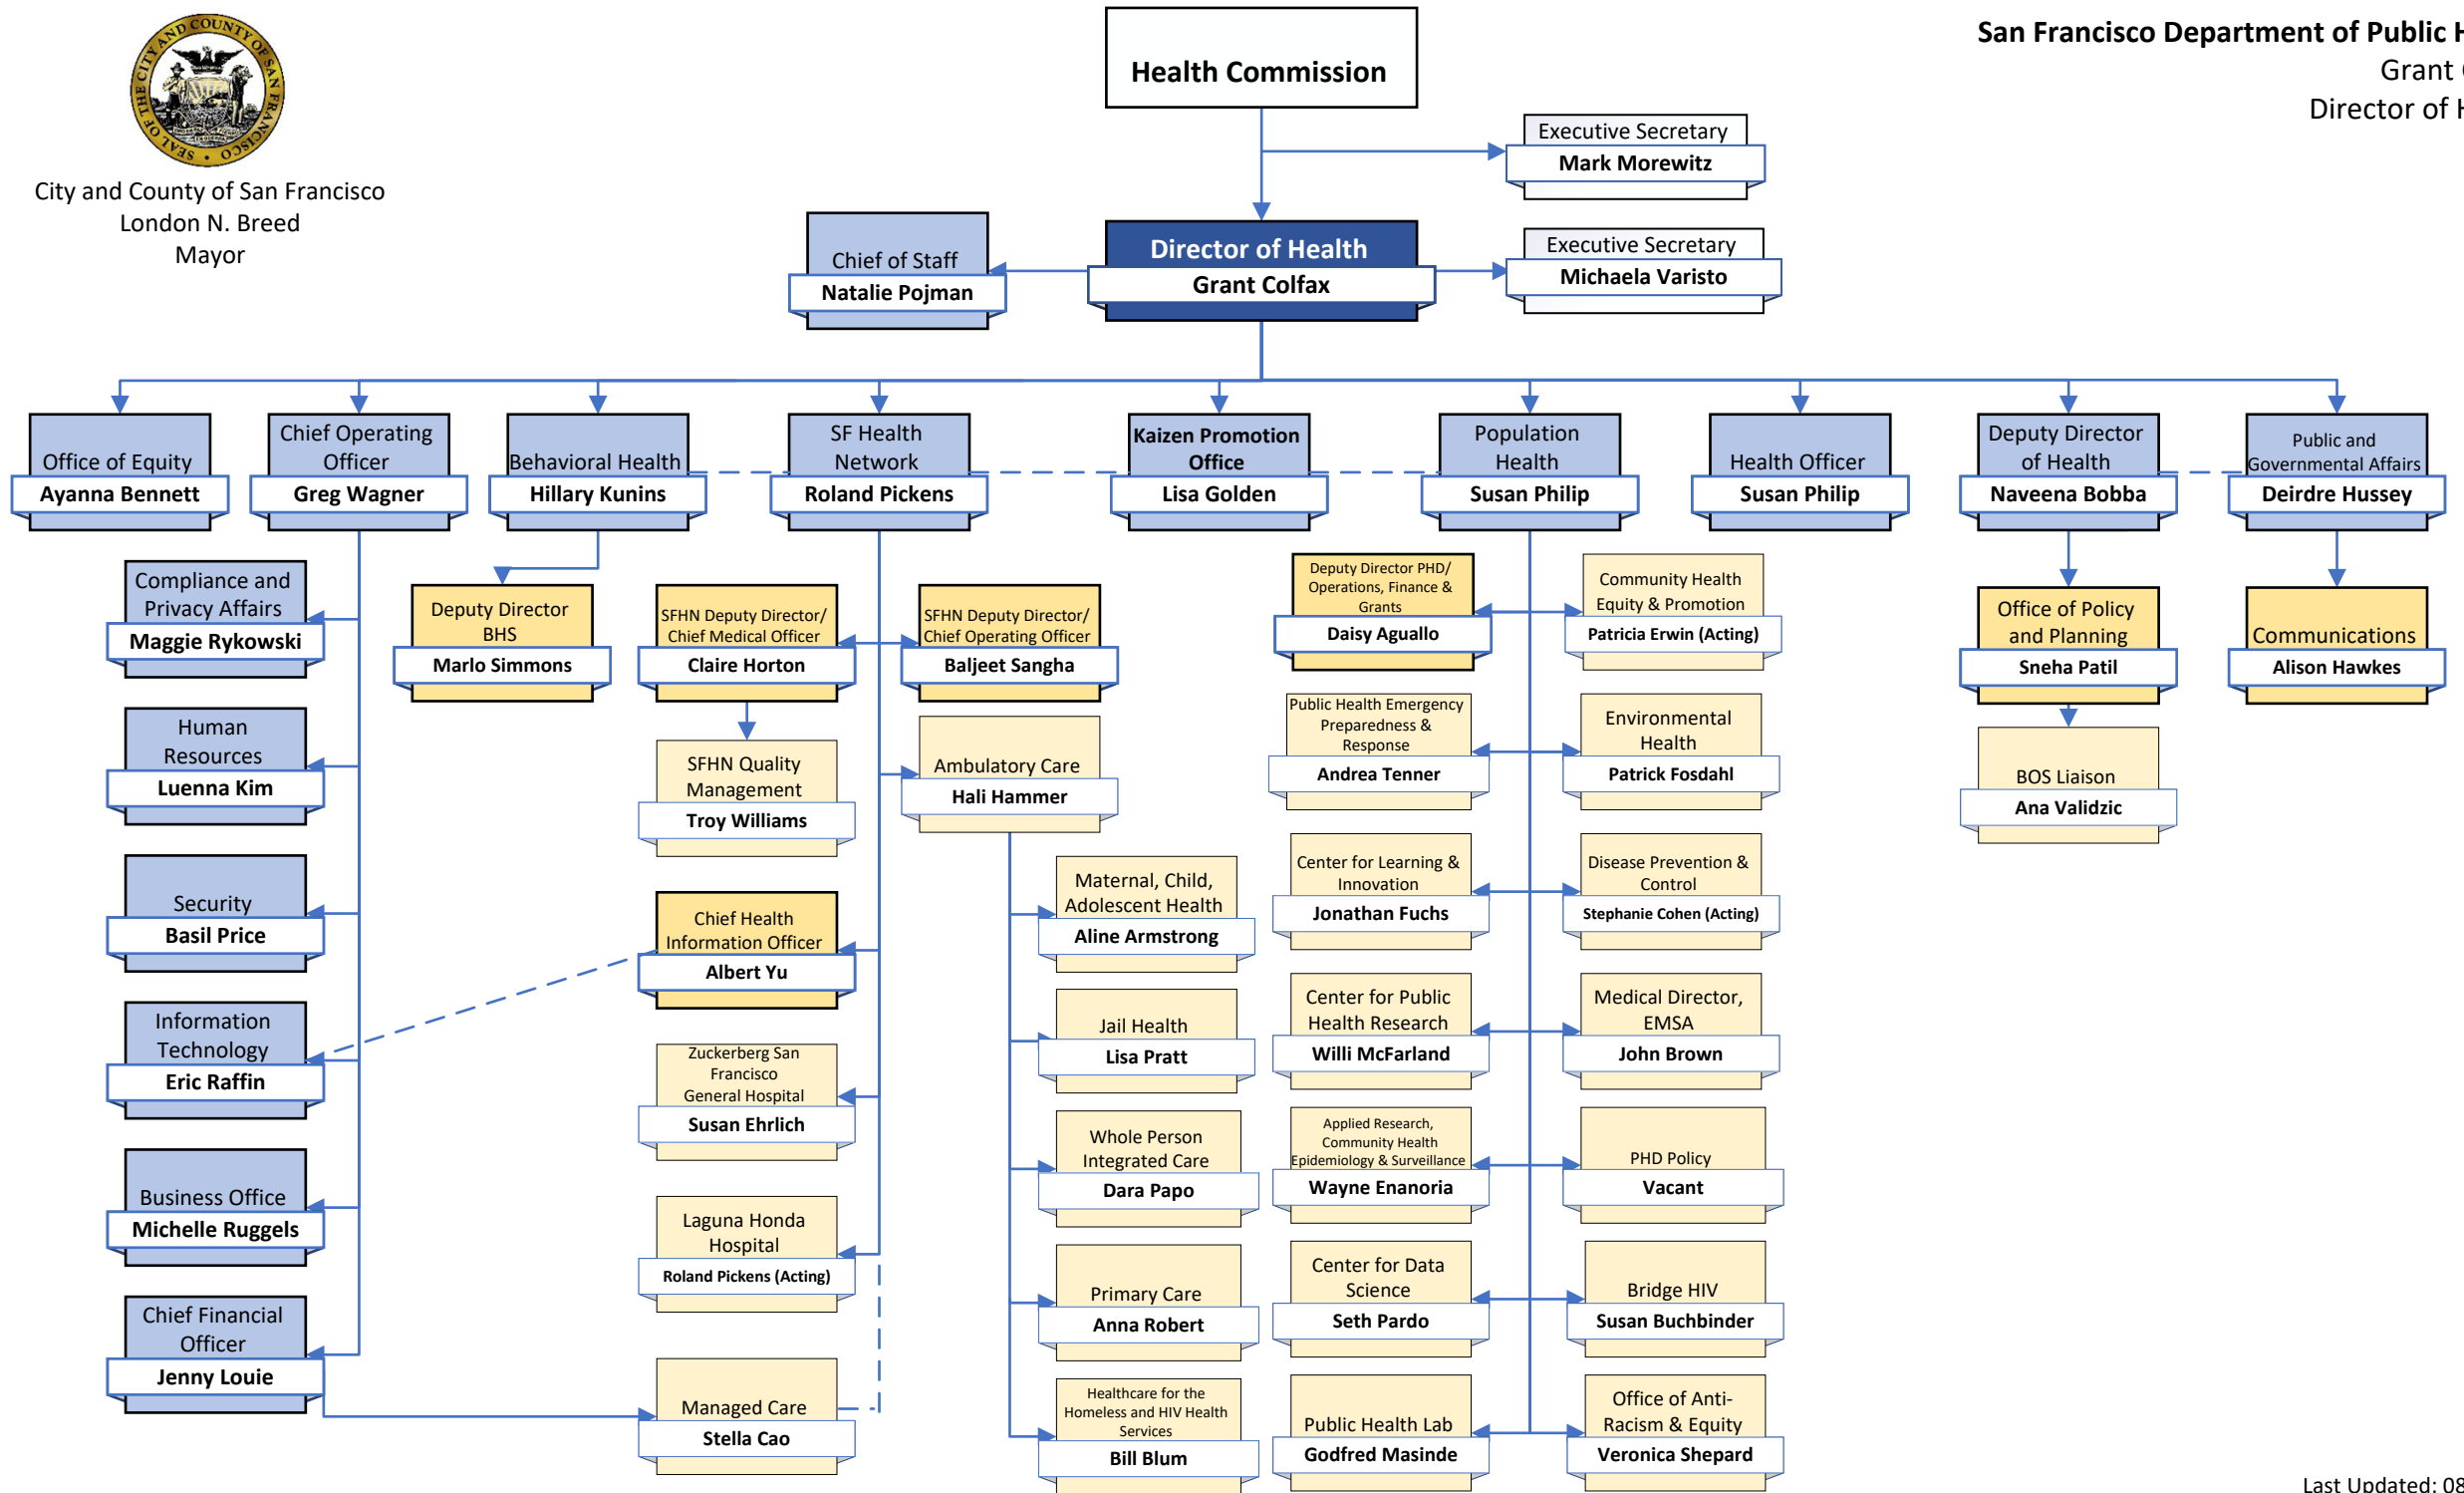 SEAL OF THE CITY AND COUNTY OF SAN FRANCISCO
City and County of San Francisco
London N. Breed
Mayor
San Francisco Department of Public
Grant
Director of
Health Commission
Executive Secretary
Mark Morewitz
Chief of Staff
Natalie Pojman
Director of Health
Grant Colfax
Executive Secretary
Michaela Varisto
Office of Equity
Ayanna Bennett
Chief Operating
Officer
Greg Wagner
Behavioral Health
Hillary Kunins
SF Health
Network
Roland Pickens
Kaizen Promotion
Office
Lisa Golden
Population
Health
Susan Philip
Health Officer
Susan Philip
Deputy Director
of Health
Naveena Bobba
Public and
Governmental Affairs
Deirdre Hussey
Compliance and
Privacy Affairs
Maggie Rykowski
Human
Resources
Luenna Kim
Security
Basil Price
Information
Technology
Eric Raffin
Business Office
Michelle Ruggels
Chief Financial
Officer
Jenny Louie
Deputy Director
BHS
Marlo Simmons
SFHN Deputy Director/
Chief Medical Officer
Claire Horton
SFHN Deputy Director/
Chief Operating Officer
Baljeet Sangha
SFHN Quality
Management
Troy Williams
Chief Health
Information Officer
Albert Yu
Zuckerberg San
Francisco
General Hospital
Susan Ehrlich
Laguna Honda
Hospital
Roland Pickens (Acting)
Managed Care
Stella Cao
Ambulatory Care
Hali Hammer
Maternal, Child,
Adolescent Health
Aline Armstrong
Jail Health
Lisa Pratt
Whole Person
Integrated Care
Dara Papo
Primary Care
Anna Robert
Healthcare for the
Homeless and HIV Health
Services
Bill Blum
Deputy Director PHD/
Operations, Finance &
Grants
Daisy Aguallo
Community Health
Equity & Promotion
Patricia Erwin (Acting)
Public Health Emergency
Preparedness &
Response
Andrea Tenner
Environmental
Health
Patrick Fosdahl
Center for Learning &
Innovation
Jonathan Fuchs
Disease Prevention &
Control
Stephanie Cohen (Acting)
Center for Public
Health Research
Willi McFarland
Medical Director,
EMSA
John Brown
Applied Research,
Community Health
Epidemiology & Surveillance
Wayne Enanoria
PHD Policy
Vacant
Center for Data
Science
Seth Pardo
Bridge HIV
Susan Buchbinder
Public Health Lab
Godfred Masinde
Office of Anti-
Racism & Equity
Veronica Shepard
Office of Policy
and Planning
Sneha Patil
BOS Liaison
Ana Validzic
Communications
Alison Hawkes
Last Updated: 08